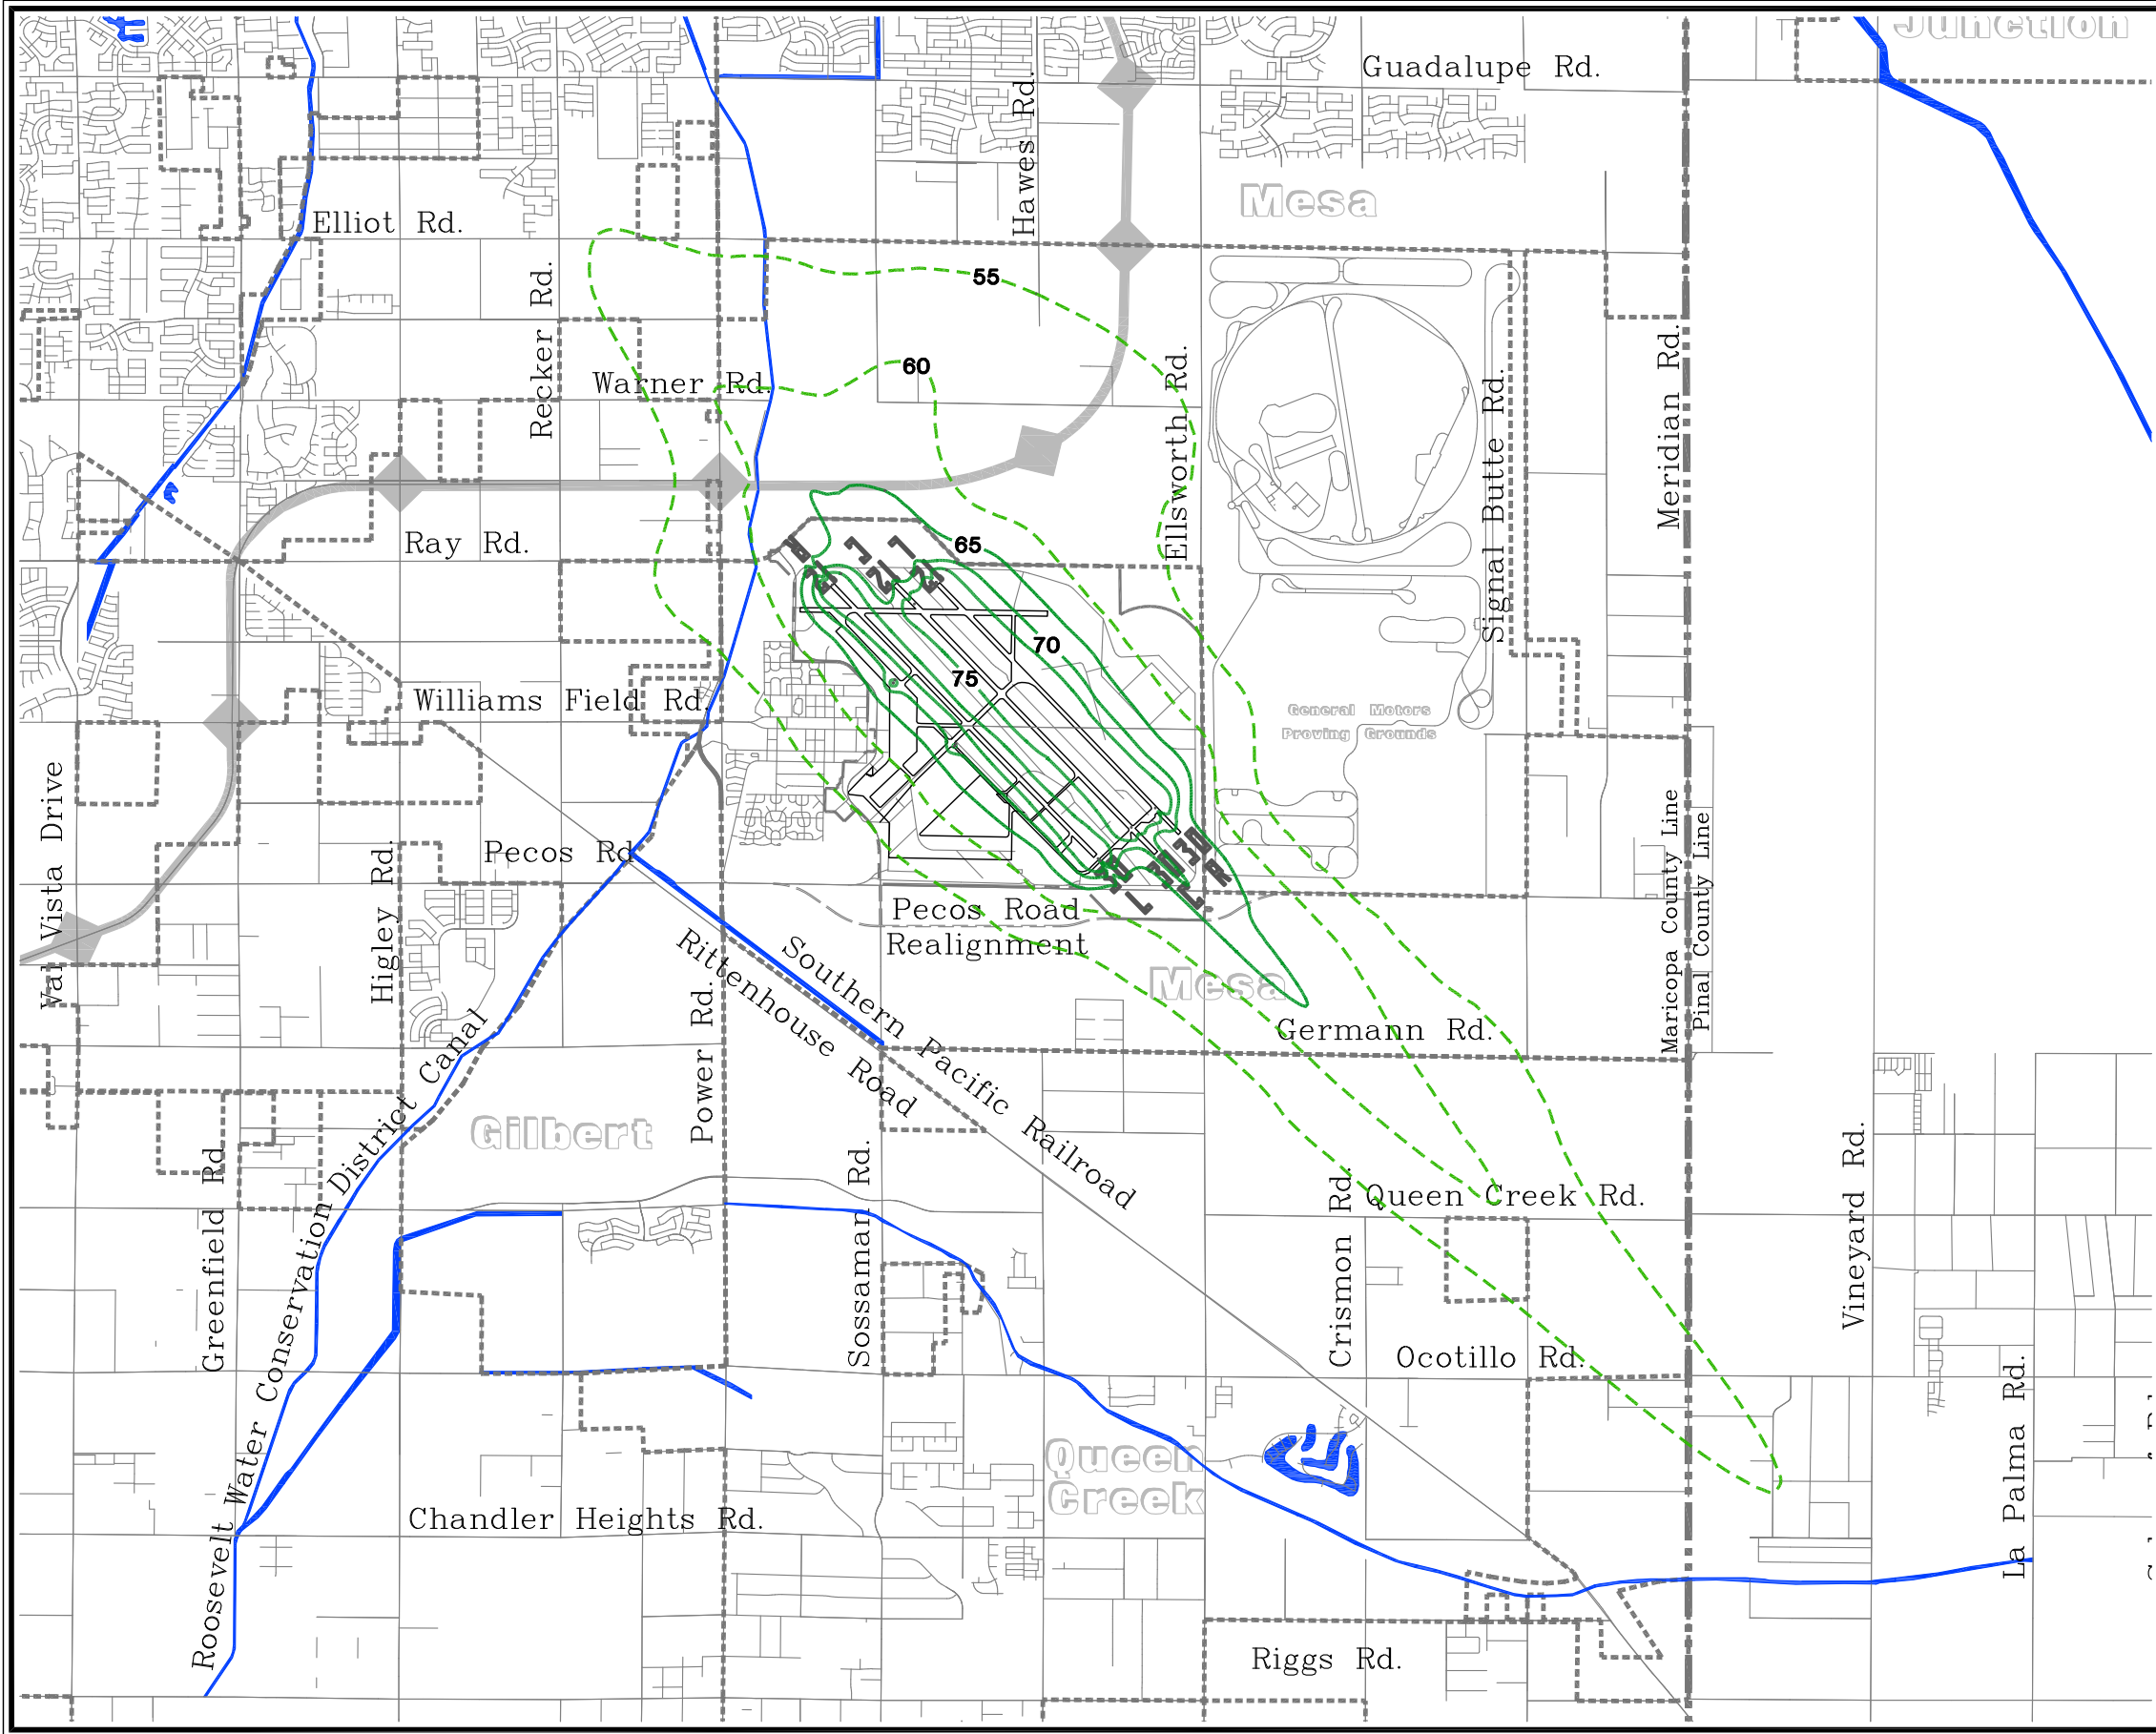 Junction
Guadalupe Rd.
Hawes Rd.
Mesa
Elliot Rd.
Recker Rd.
55
60
Warner Rd.
Ellsworth Rd.
Signal Butte Rd.
Meridian Rd.
Ray Rd.
65
70
75
Williams Field Rd.
General Motors
Proving Grounds
Val Vista Drive
Higley Rd.
Pecos Rd
Maricopa County Line
Pinal County Line
Pecos Road
Realignment
Mesa
Southern Pacific Railroad
Rittenhouse Road
Power Rd.
Germann Rd.
Gilbert
Greenfield Rd.
Roosevelt Water Conservation District Canal
Sossaman Rd.
Crismon Rd.
Queen Creek Rd.
Vineyard Rd.
Ocotillo Rd.
La Palma Rd.
Queen
Creek
Chandler Heights Rd.
Riggs Rd.